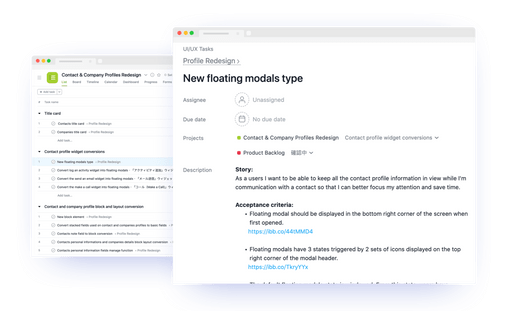 Contact & Company Profiles Redesign
List
Board
Timeline
Calendar
Dashboard
Progress
Add task
Task name
Title card
Contacts title card ‹ Profile Redesign
Companies title card ‹ Profile Redesign
Add task...
Contact profile widget conversions
New floating modals type ‹ Profile Redesign
Convert log an activity widget into floating modals
Convert the send an email widget into floating modals
Convert the make a call widget into floating modals
Add task...
Contact and company profile block and layout conversion
New block element ‹ Profile Redesign
Convert stacked fields used on contact and companies profiles to basic fields
Contacts note field to block conversion ‹ Profile Redesign
Contacts personal informations and companies details block layout conversion
Contacts personal information fields manage function ‹ Profile Redesign
Add task...
UI/UX Tasks
Profile Redesign ›
New floating modals type
Assignee
Unassigned
Due date
No due date
Projects
Contact & Company Profiles Redesign Contact profile widget conversions
Product Backlog 確認中
Description
Story:
As a users I want to be able to keep all the contact profile information in view while I'm
communicating with a contact so that I can better focus my attention and save time.
Acceptance criteria:
• Floating modal should be displayed in the bottom right corner of the screen when
first opened.
https://ibb.co/44tMMD4
• Floating modals have 3 states triggered by 2 sets of icons displayed on the top
right corner of the modal header.
https://ibb.co/TkryYYx